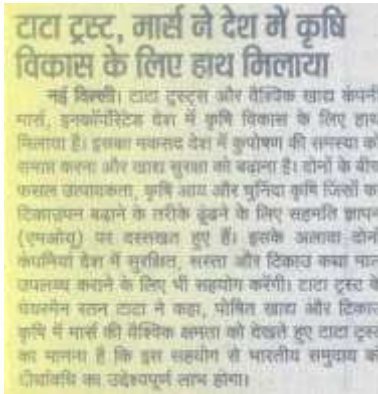 टाटा ट्रस्ट, मार्स ने देश में कृषि
विकास के लिए हाथ मिलाया
नई दिल्ली। टाटा ट्रस्ट्स और वैश्विक खाद्य कंपनी
मार्स, इनकॉर्पोरेटेड देश में कृषि विकास के लिए हाथ
मिलाया है। इसका मकसद देश में कुपोषण की समस्या को
समाप्त करना और खाद्य सुरक्षा को बढ़ाना है। दोनों के बीच
फसल उत्पादकता, कृषि आय और चुनिंदा कृषि जिंसों का
टिकाऊपन बढ़ाने के तरीके ढूंढने के लिए सहमति ज्ञापन
(एमओयू) पर दस्तखत हुए हैं। इसके अलावा दोनों
कंपनियां देश में सुरक्षित, सस्ता और टिकाउ कच्चा माल
उपलब्ध कराने के लिए भी सहयोग करेंगी। टाटा ट्रस्ट के
चेयरमैन रतन टाटा ने कहा, पोषित खाद्य और टिकाउ
कृषि में मार्स की वैश्विक क्षमता को देखते हुए टाटा ट्रस्ट
का मानना है कि इस सहयोग से भारतीय समुदाय को
दीर्घावधि का उद्देश्यपूर्ण लाभ होगा।